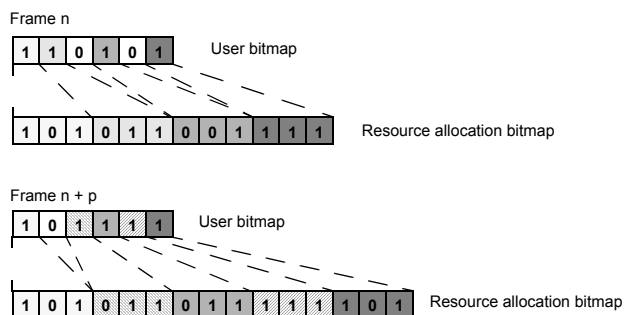 Frame n
1 1 0 1 0 1 User bitmap
1 0 1 0 1 1 0 0 1 1 1 1 Resource allocation bitmap
Frame n + p
1 0 1 1 1 1 User bitmap
1 0 1 0 1 1 0 1 1 1 1 1 1 0 1 Resource allocation bitmap